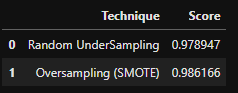 Technique Score
0 Random UnderSampling 0.978947
1 Oversampling (SMOTE) 0.986166